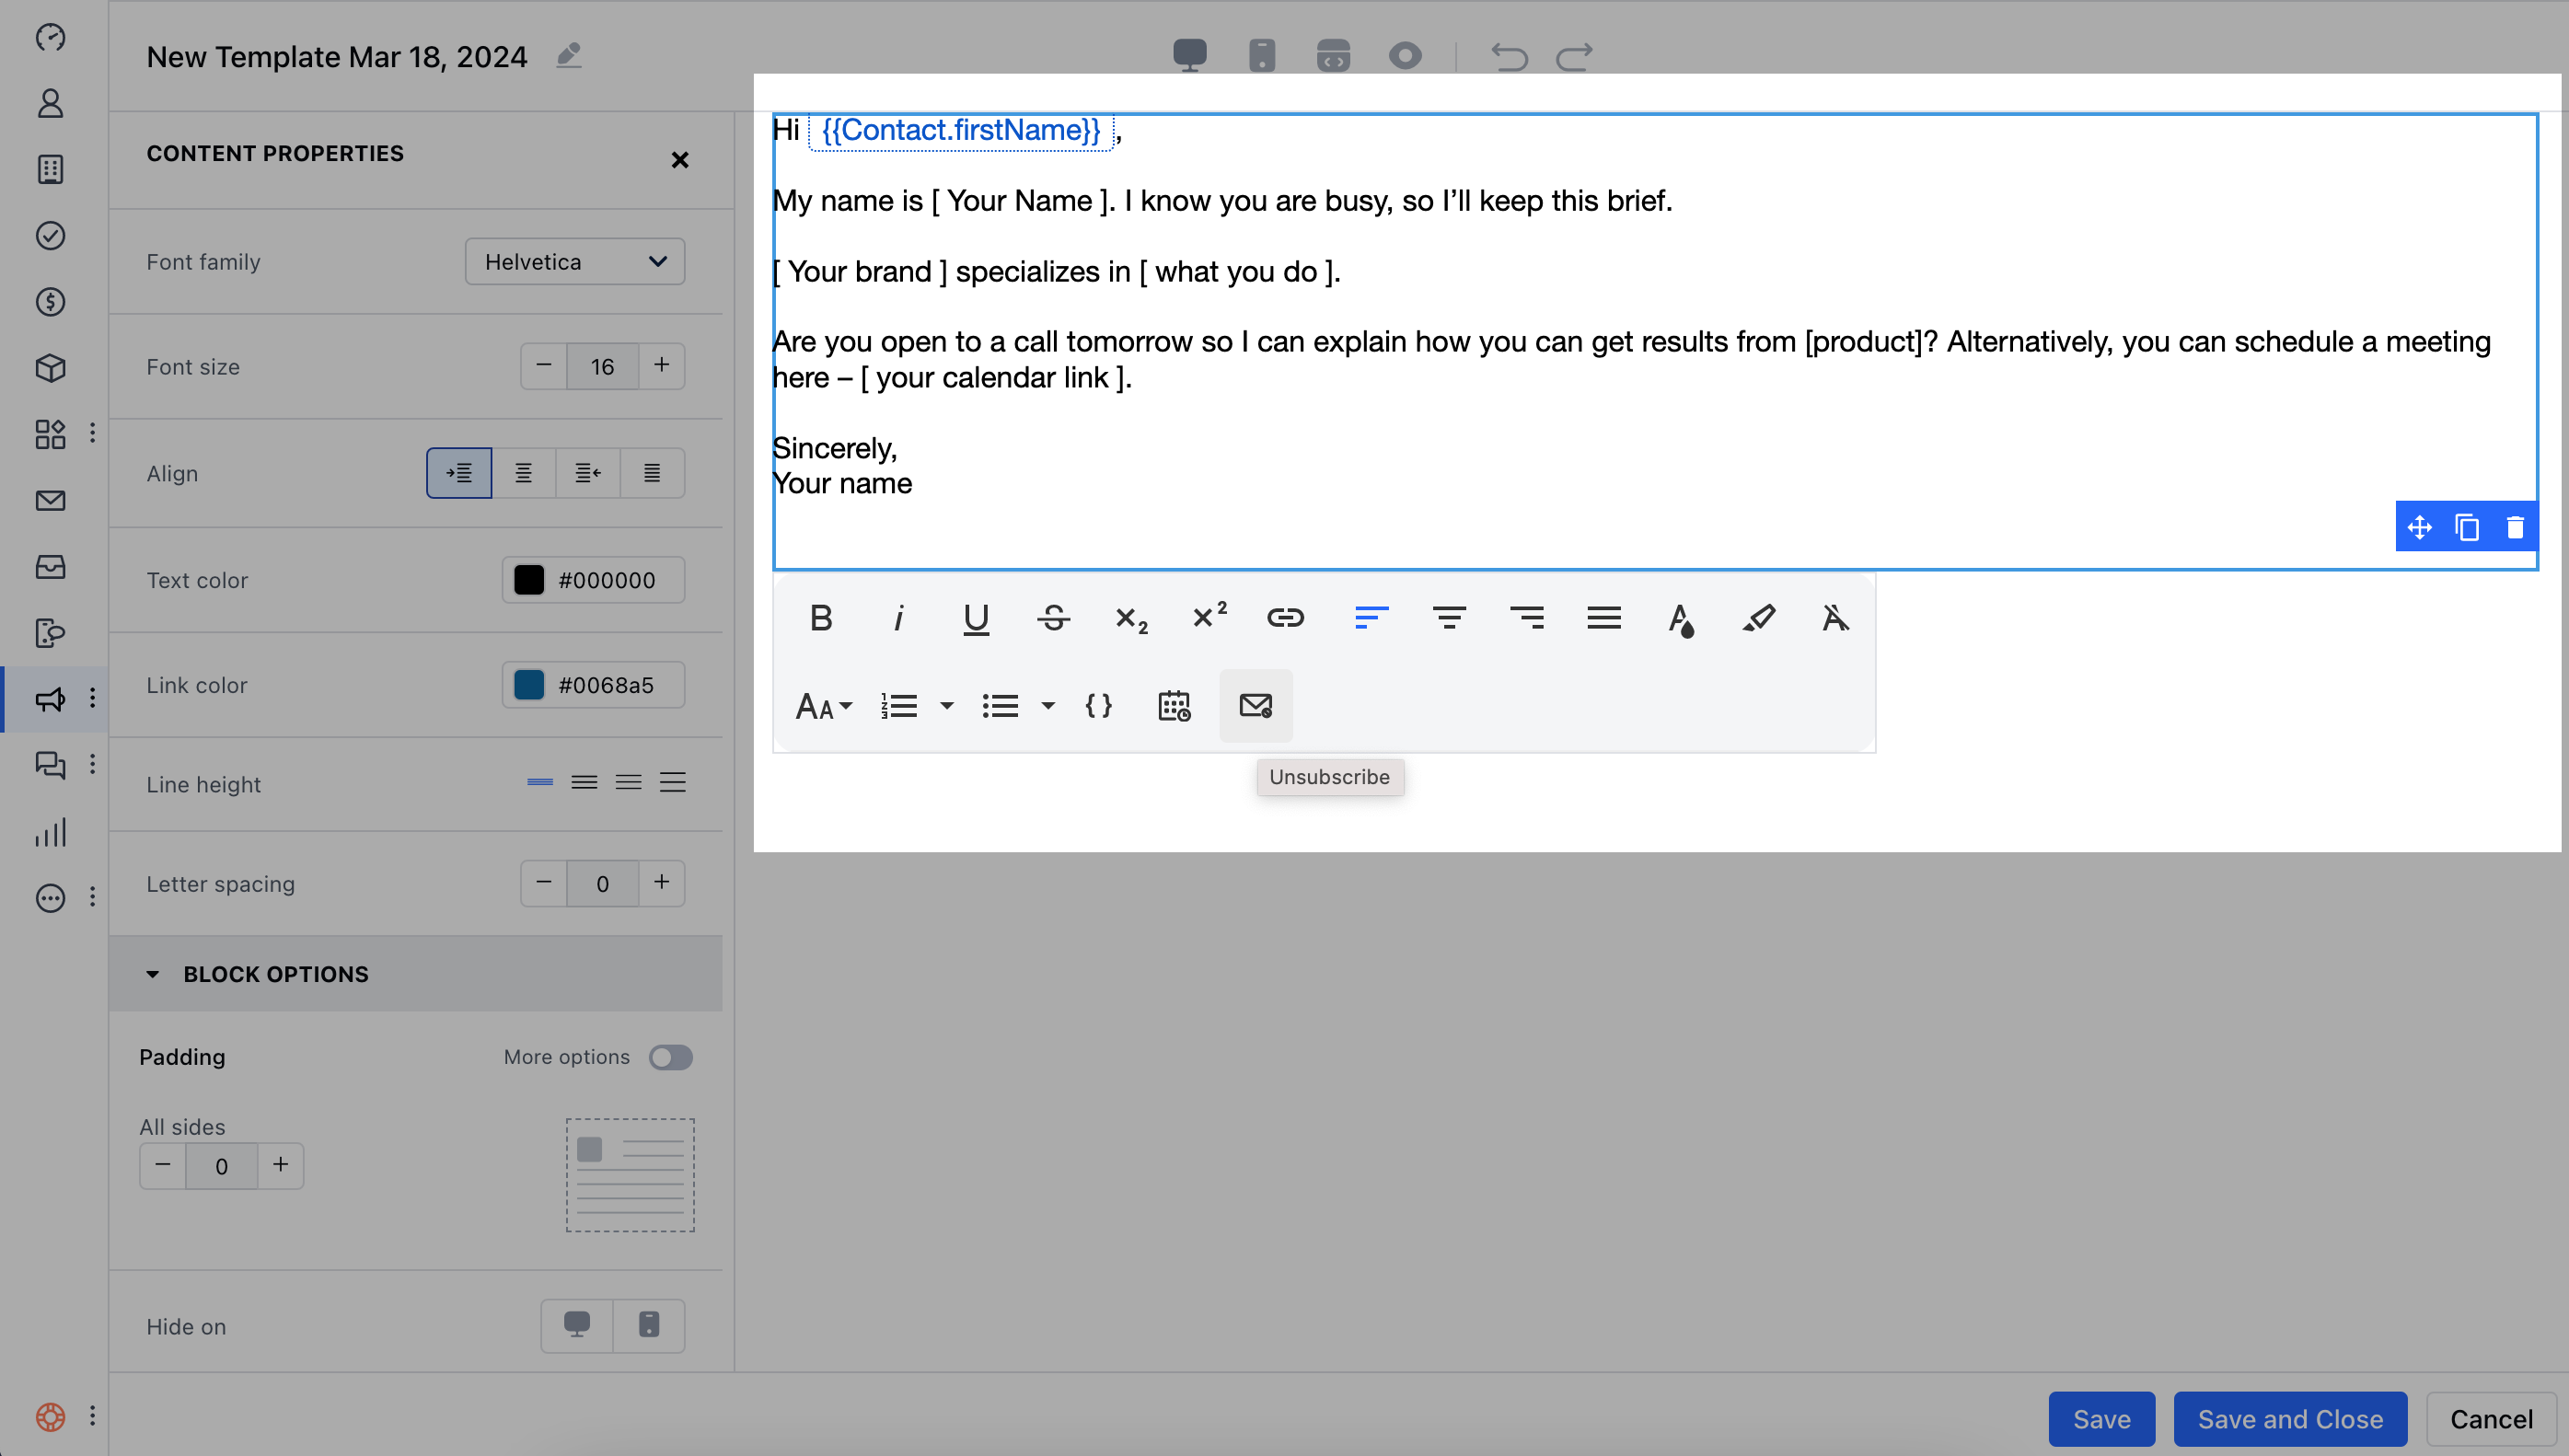 New Template Mar 18, 2024
CONTENT PROPERTIES
Font family
Helvetica
Font size
16
Align
Text color
#000000
Link color
#0068a5
Line height
Letter spacing
0
BLOCK OPTIONS
Padding
More options
All sides
0
Hide on
Hi {{Contact.firstName}} ,
My name is [ Your Name ]. I know you are busy, so I’ll keep this brief.
[ Your brand ] specializes in [ what you do ].
Are you open to a call tomorrow so I can explain how you can get results from [product]? Alternatively, you can schedule a meeting
here – [ your calendar link ].
Sincerely,
Your name
Unsubscribe
Save
Save and Close
Cancel